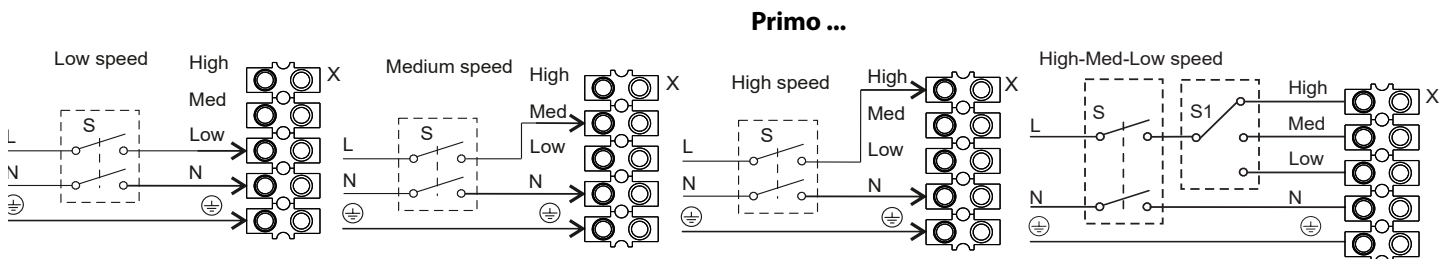 Primo ...
Low speed
High
X
Med
S
L
Low
N
N
Medium speed
High
X
Med
S
L
Low
N
N
High speed
High
X
Med
S
L
Low
N
N
High-Med-Low speed
High
X
S
S1
L
Med
Low
N
N